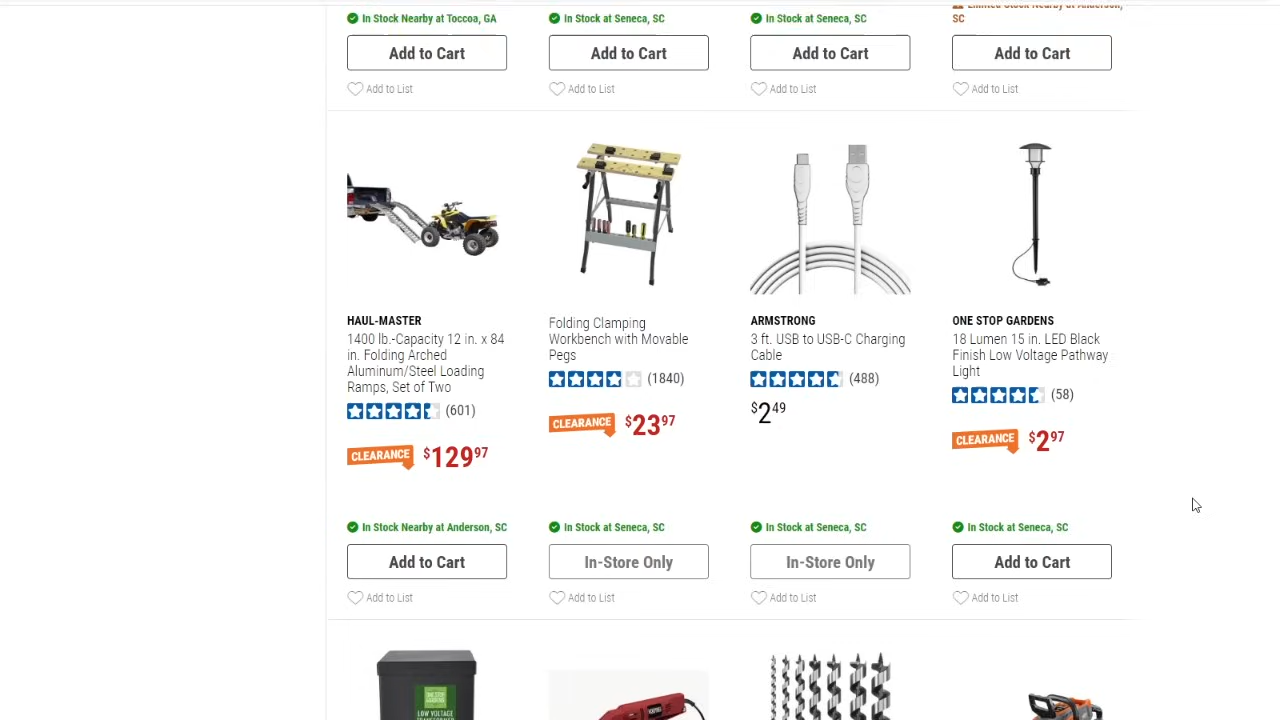 In Stock Nearby at Toccoa, GA
In Stock at Seneca, SC
In Stock at Seneca, SC
Limited Stock Nearby at Anderson,
SC
Add to Cart
Add to Cart
Add to Cart
Add to Cart
Add to List
Add to List
Add to List
Add to List
HAUL-MASTER
1400 lb.-Capacity 12 in. x 84
in. Folding Arched
Aluminum/Steel Loading
Ramps, Set of Two
(601)
CLEARANCE $129 97
In Stock Nearby at Anderson, SC
Add to Cart
Add to List
Folding Clamping
Workbench with Movable
Pegs
(1840)
CLEARANCE $23 97
In Stock at Seneca, SC
In-Store Only
Add to List
ARMSTRONG
3 ft. USB to USB-C Charging
Cable
(488)
$2 49
In Stock at Seneca, SC
In-Store Only
Add to List
ONE STOP GARDENS
18 Lumen 15 in. LED Black
Finish Low Voltage Pathway
Light
(58)
CLEARANCE $2 97
In Stock at Seneca, SC
Add to Cart
Add to List
ONE STOP
GARDENS
LOW VOLTAGE